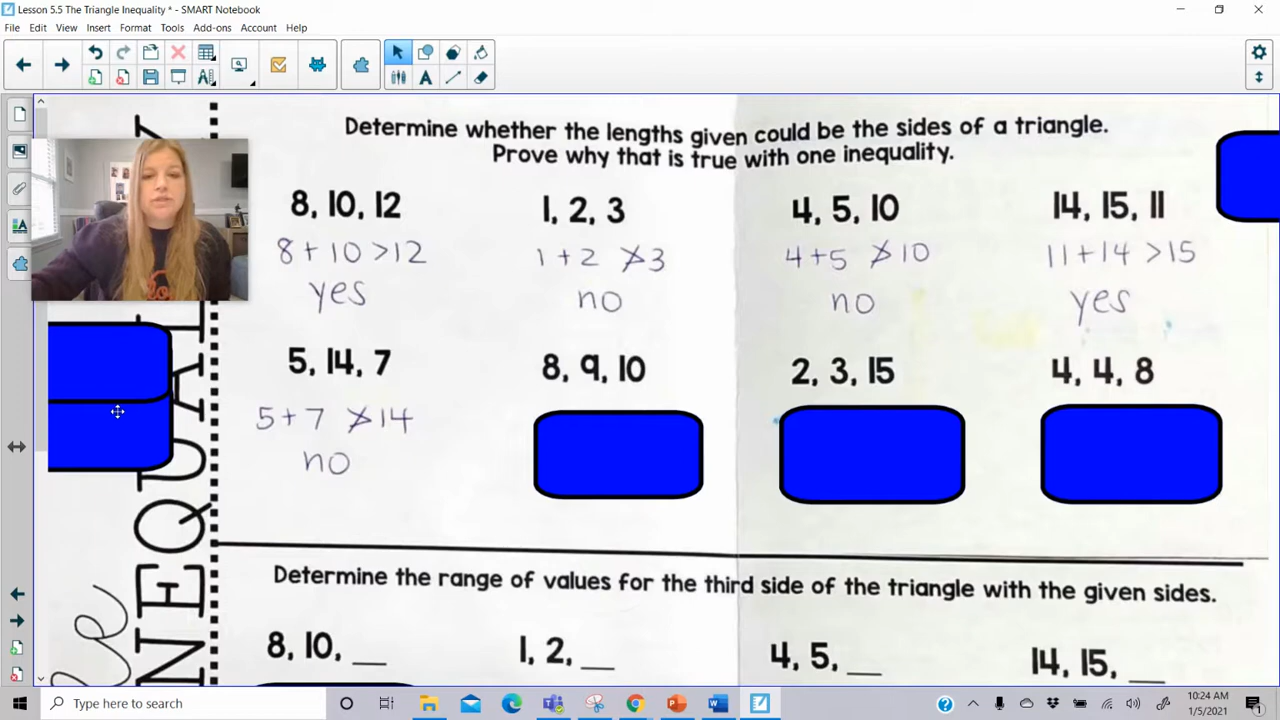 Lesson 5.5 The Triangle Inequality * - SMART Notebook
File Edit View Insert Format Tools Add-ons Account Help
Determine whether the lengths given could be the sides of a triangle.
Prove why that is true with one inequality.
8, 10, 12
1, 2, 3
4, 5, 10
14, 15, 11
8 + 10 > 12
1 + 2 ≯ 3
4 + 5 ≯ 10
11 + 14 > 15
yes
no
no
yes
5, 14, 7
8, 9, 10
2, 3, 15
4, 4, 8
5 + 7 ≯ 14
no
Determine the range of values for the third side of the triangle with the given sides.
8, 10, __
1, 2, __
4, 5, __
14, 15, __
Type here to search
10:24 AM
1/5/2021